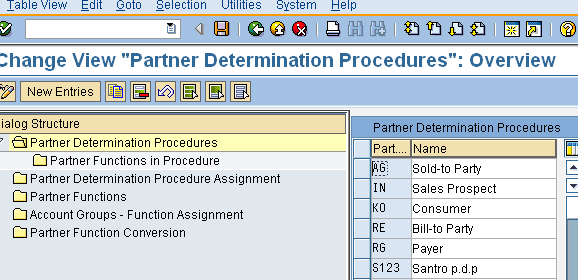 Table View Edit Goto Selection Utilities System Help
Change View "Partner Determination Procedures": Overview
New Entries
Dialog Structure
Partner Determination Procedures
Partner Functions in Procedure
Partner Determination Procedure Assignment
Partner Functions
Account Groups - Function Assignment
Partner Function Conversion
Partner Determination Procedures
Part.... Name
AG Sold-to Party
IN Sales Prospect
KO Consumer
RE Bill-to Party
RG Payer
S123 Santro p.d.p